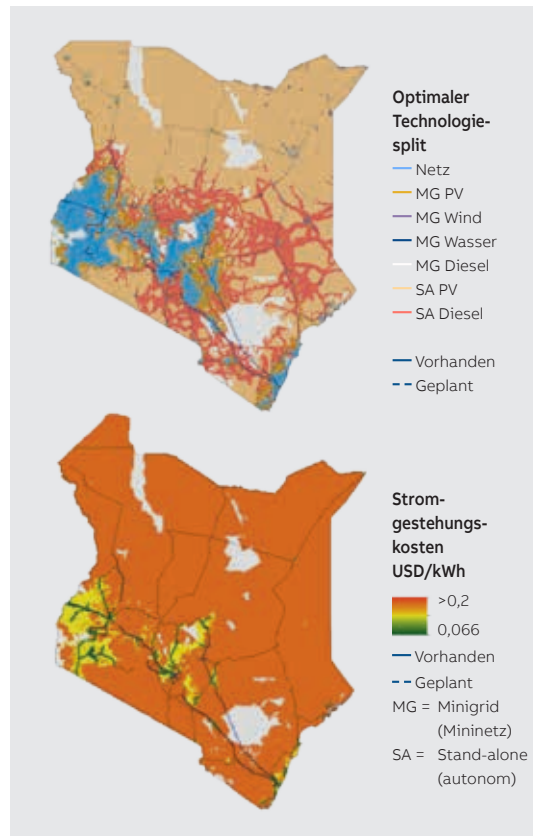 Optimaler
Technologie-
split
Netz
MG PV
MG Wind
MG Wasser
MG Diesel
SA PV
SA Diesel
Vorhanden
Geplant
Strom-
gestehungs-
kosten
USD/kWh
>0,2
0,066
Vorhanden
Geplant
MG = Minigrid
(Mininetz)
SA = Stand-alone
(autonom)